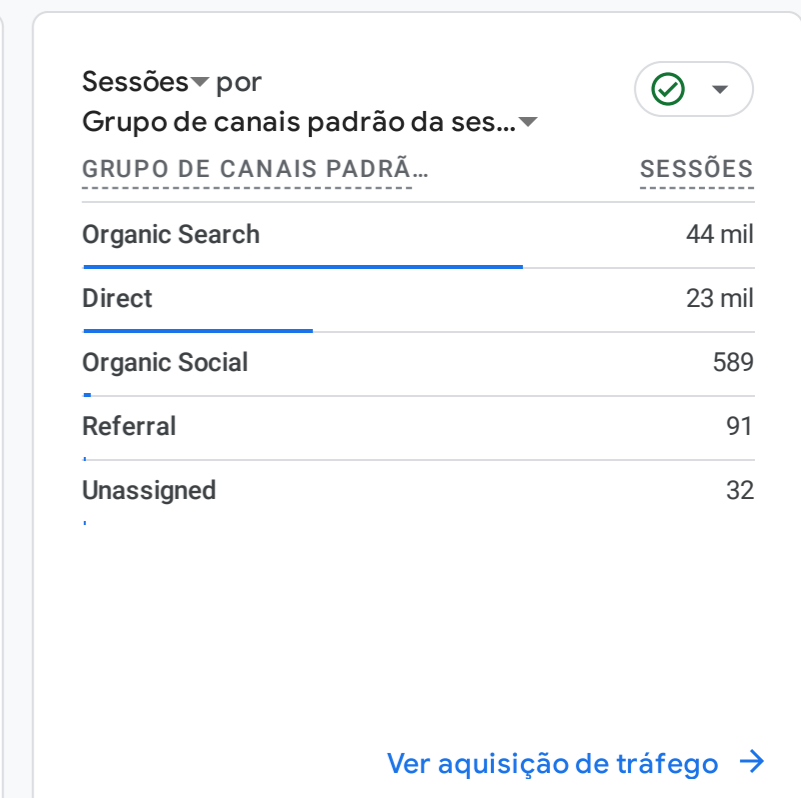 Sessões por
Grupo de canais padrão da ses...
GRUPO DE CANAIS PADRÃ... SESSÕES
Organic Search 44 mil
Direct 23 mil
Organic Social 589
Referral 91
Unassigned 32
Ver aquisição de tráfego